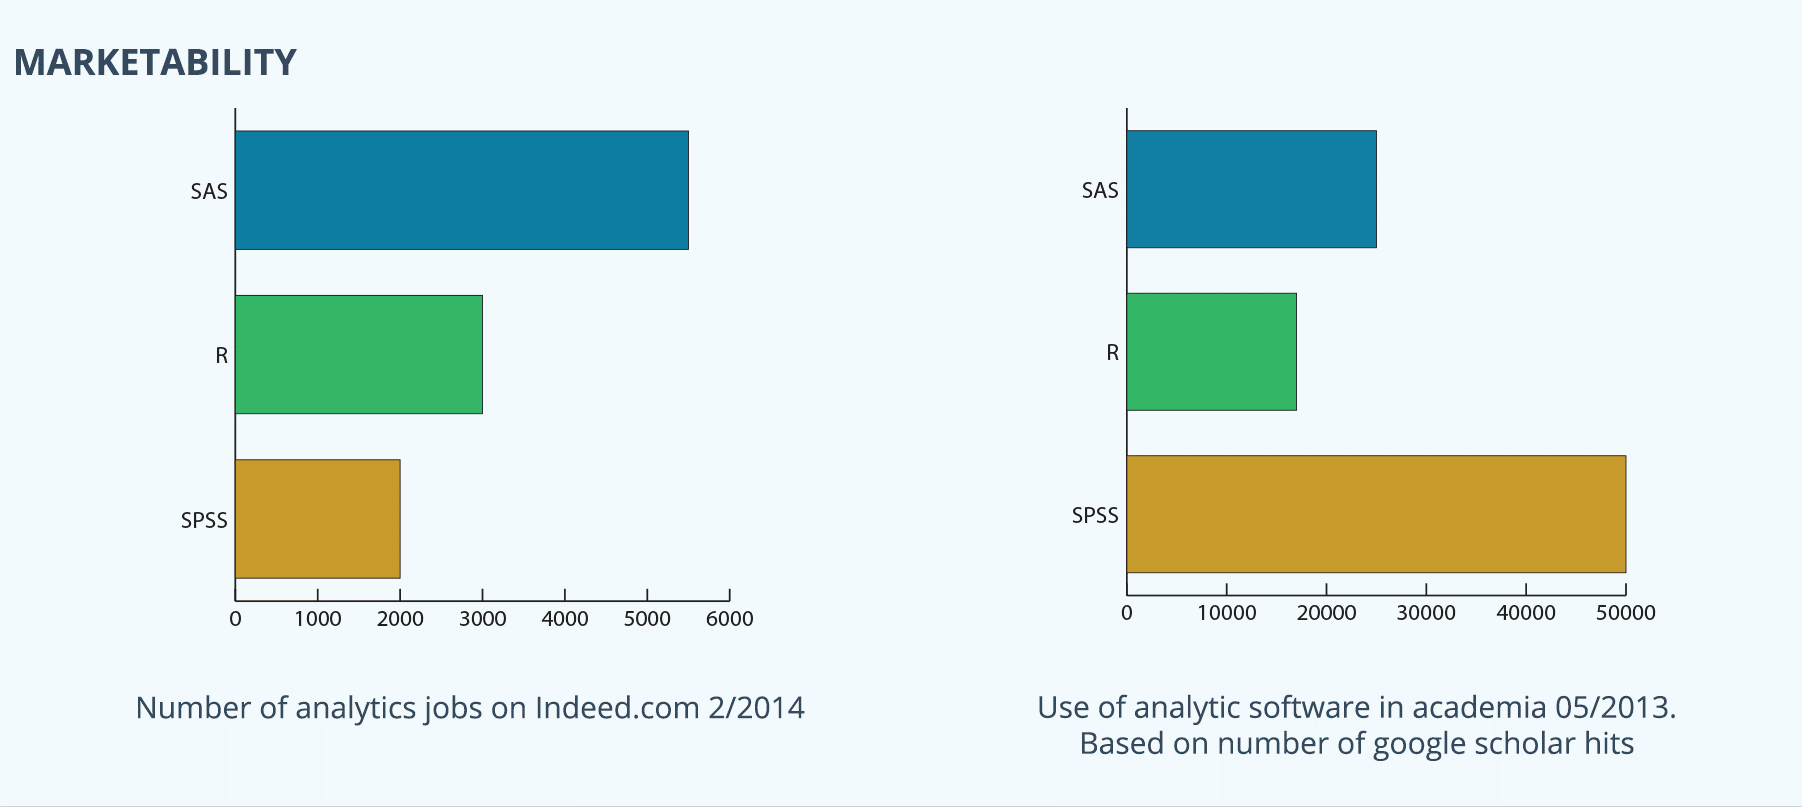 MARKETABILITY
SAS
R
SPSS
0 1000 2000 3000 4000 5000 6000
Number of analytics jobs on Indeed.com 2/2014
SAS
R
SPSS
0 10000 20000 30000 40000 50000
Use of analytic software in academia 05/2013.
Based on number of google scholar hits